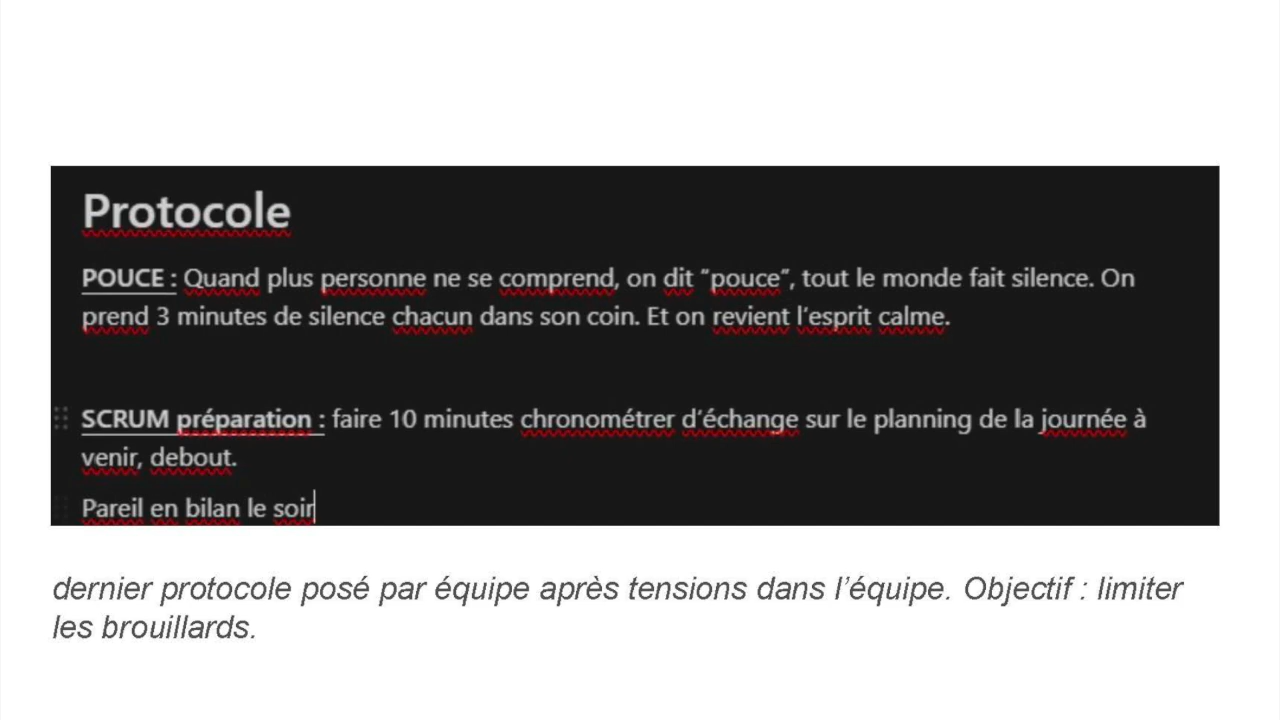 Protocole
POUCE : Quand plus personne ne se comprend, on dit “pouce”, tout le monde fait silence. On
prend 3 minutes de silence chacun dans son coin. Et on revient l’esprit calme.
SCRUM préparation : faire 10 minutes chronométrer d’échange sur le planning de la journée à
venir, debout.
Pareil en bilan le soir
dernier protocole posé par équipe après tensions dans l’équipe. Objectif : limiter
les brouillards.